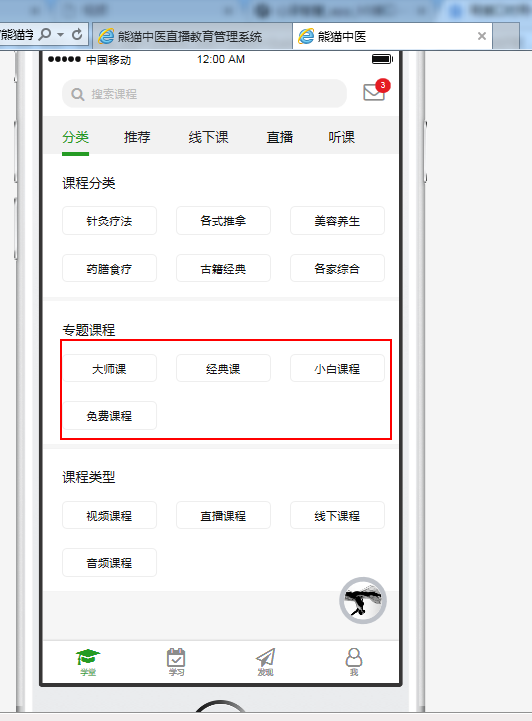 熊猫中医直播教育管理系统 熊猫中医
中国移动 12:00 AM
搜索课程 3
分类 推荐 线下课 直播 听课
课程分类
针灸疗法 各式推拿 美容养生
药膳食疗 古籍经典 各家综合
专题课程
大师课 经典课 小白课程
免费课程
课程类型
视频课程 直播课程 线下课程
音频课程
学堂 学习 发现 我